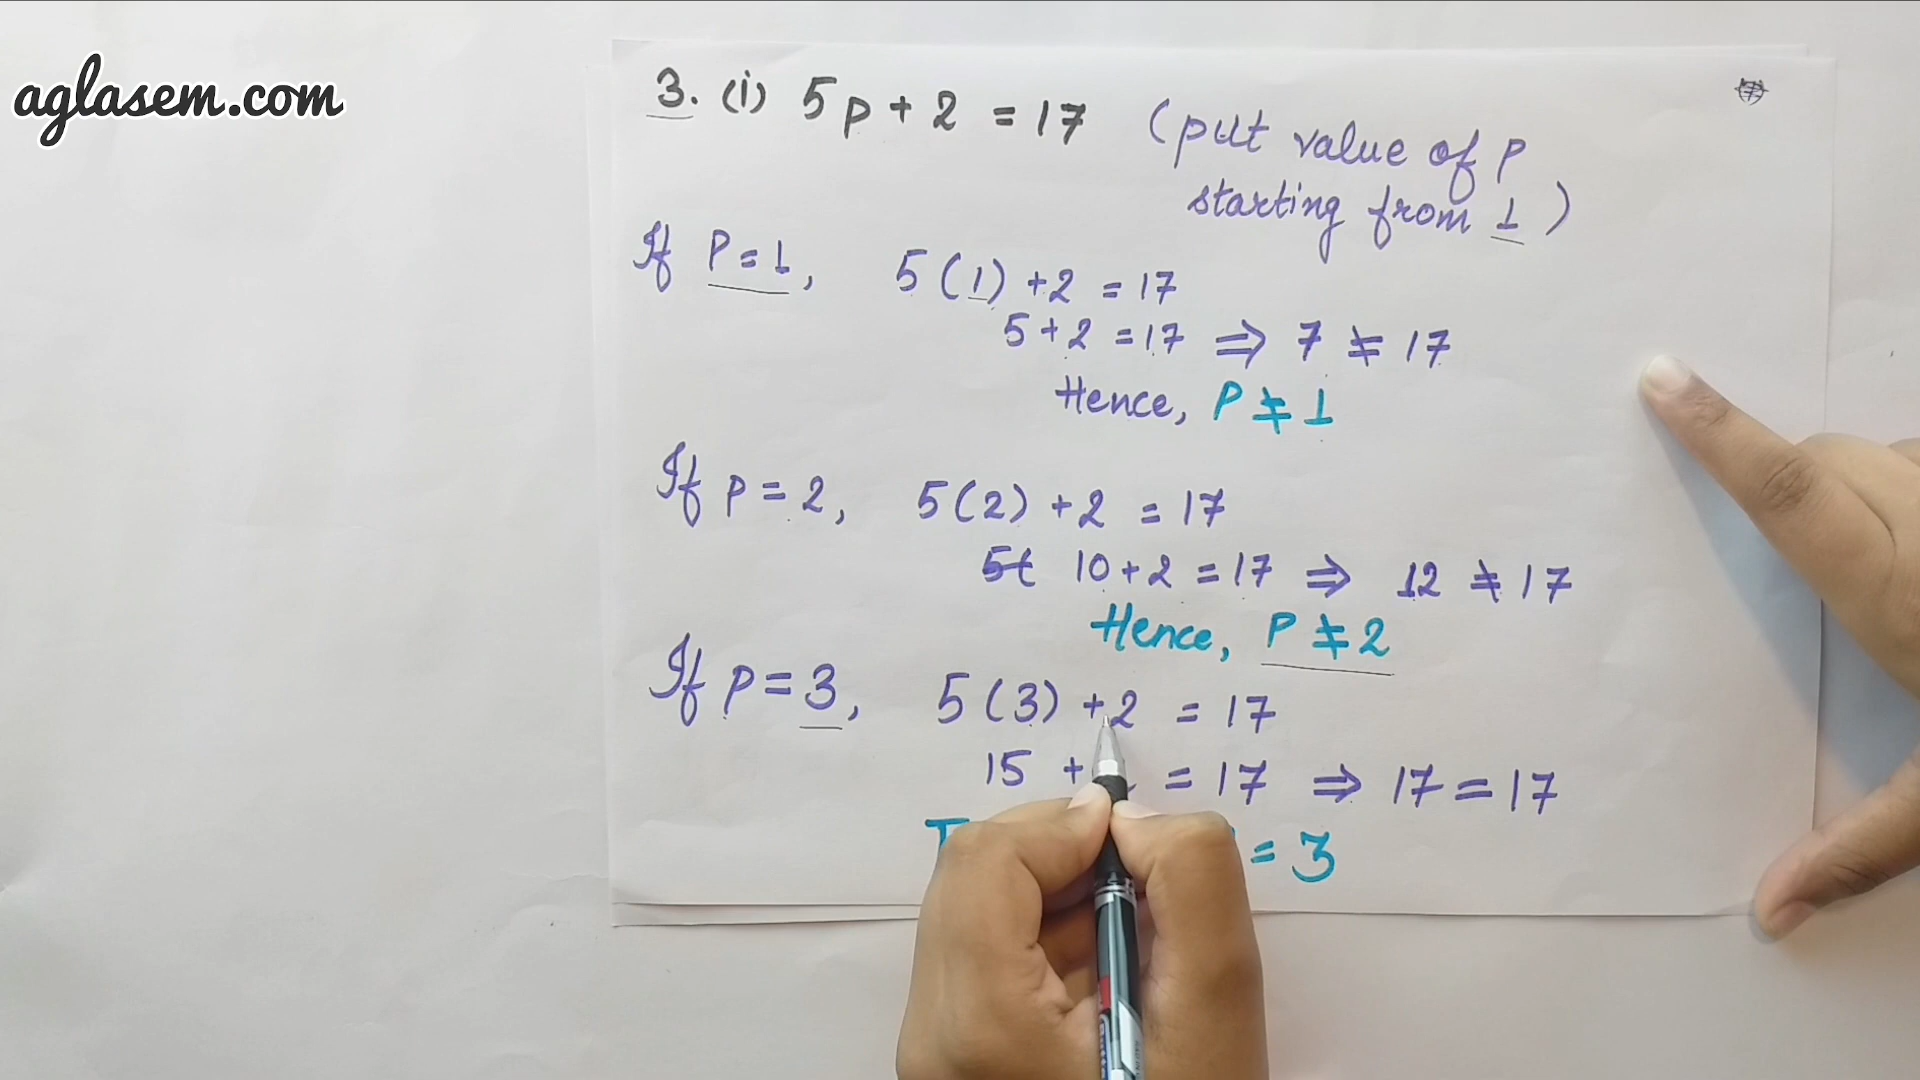 aglasem.com
3. (i) 5p + 2 = 17 (put value of P
starting from 1)
If P = 1, 5(1) + 2 = 17
5 + 2 = 17 ⇒ 7 ≠ 17
Hence, P ≠ 1
If p = 2, 5(2) + 2 = 17
10 + 2 = 17 ⇒ 12 ≠ 17
Hence, P ≠ 2
If p = 3, 5(3) + 2 = 17
15 + = 17 ⇒ 17 = 17
= 3